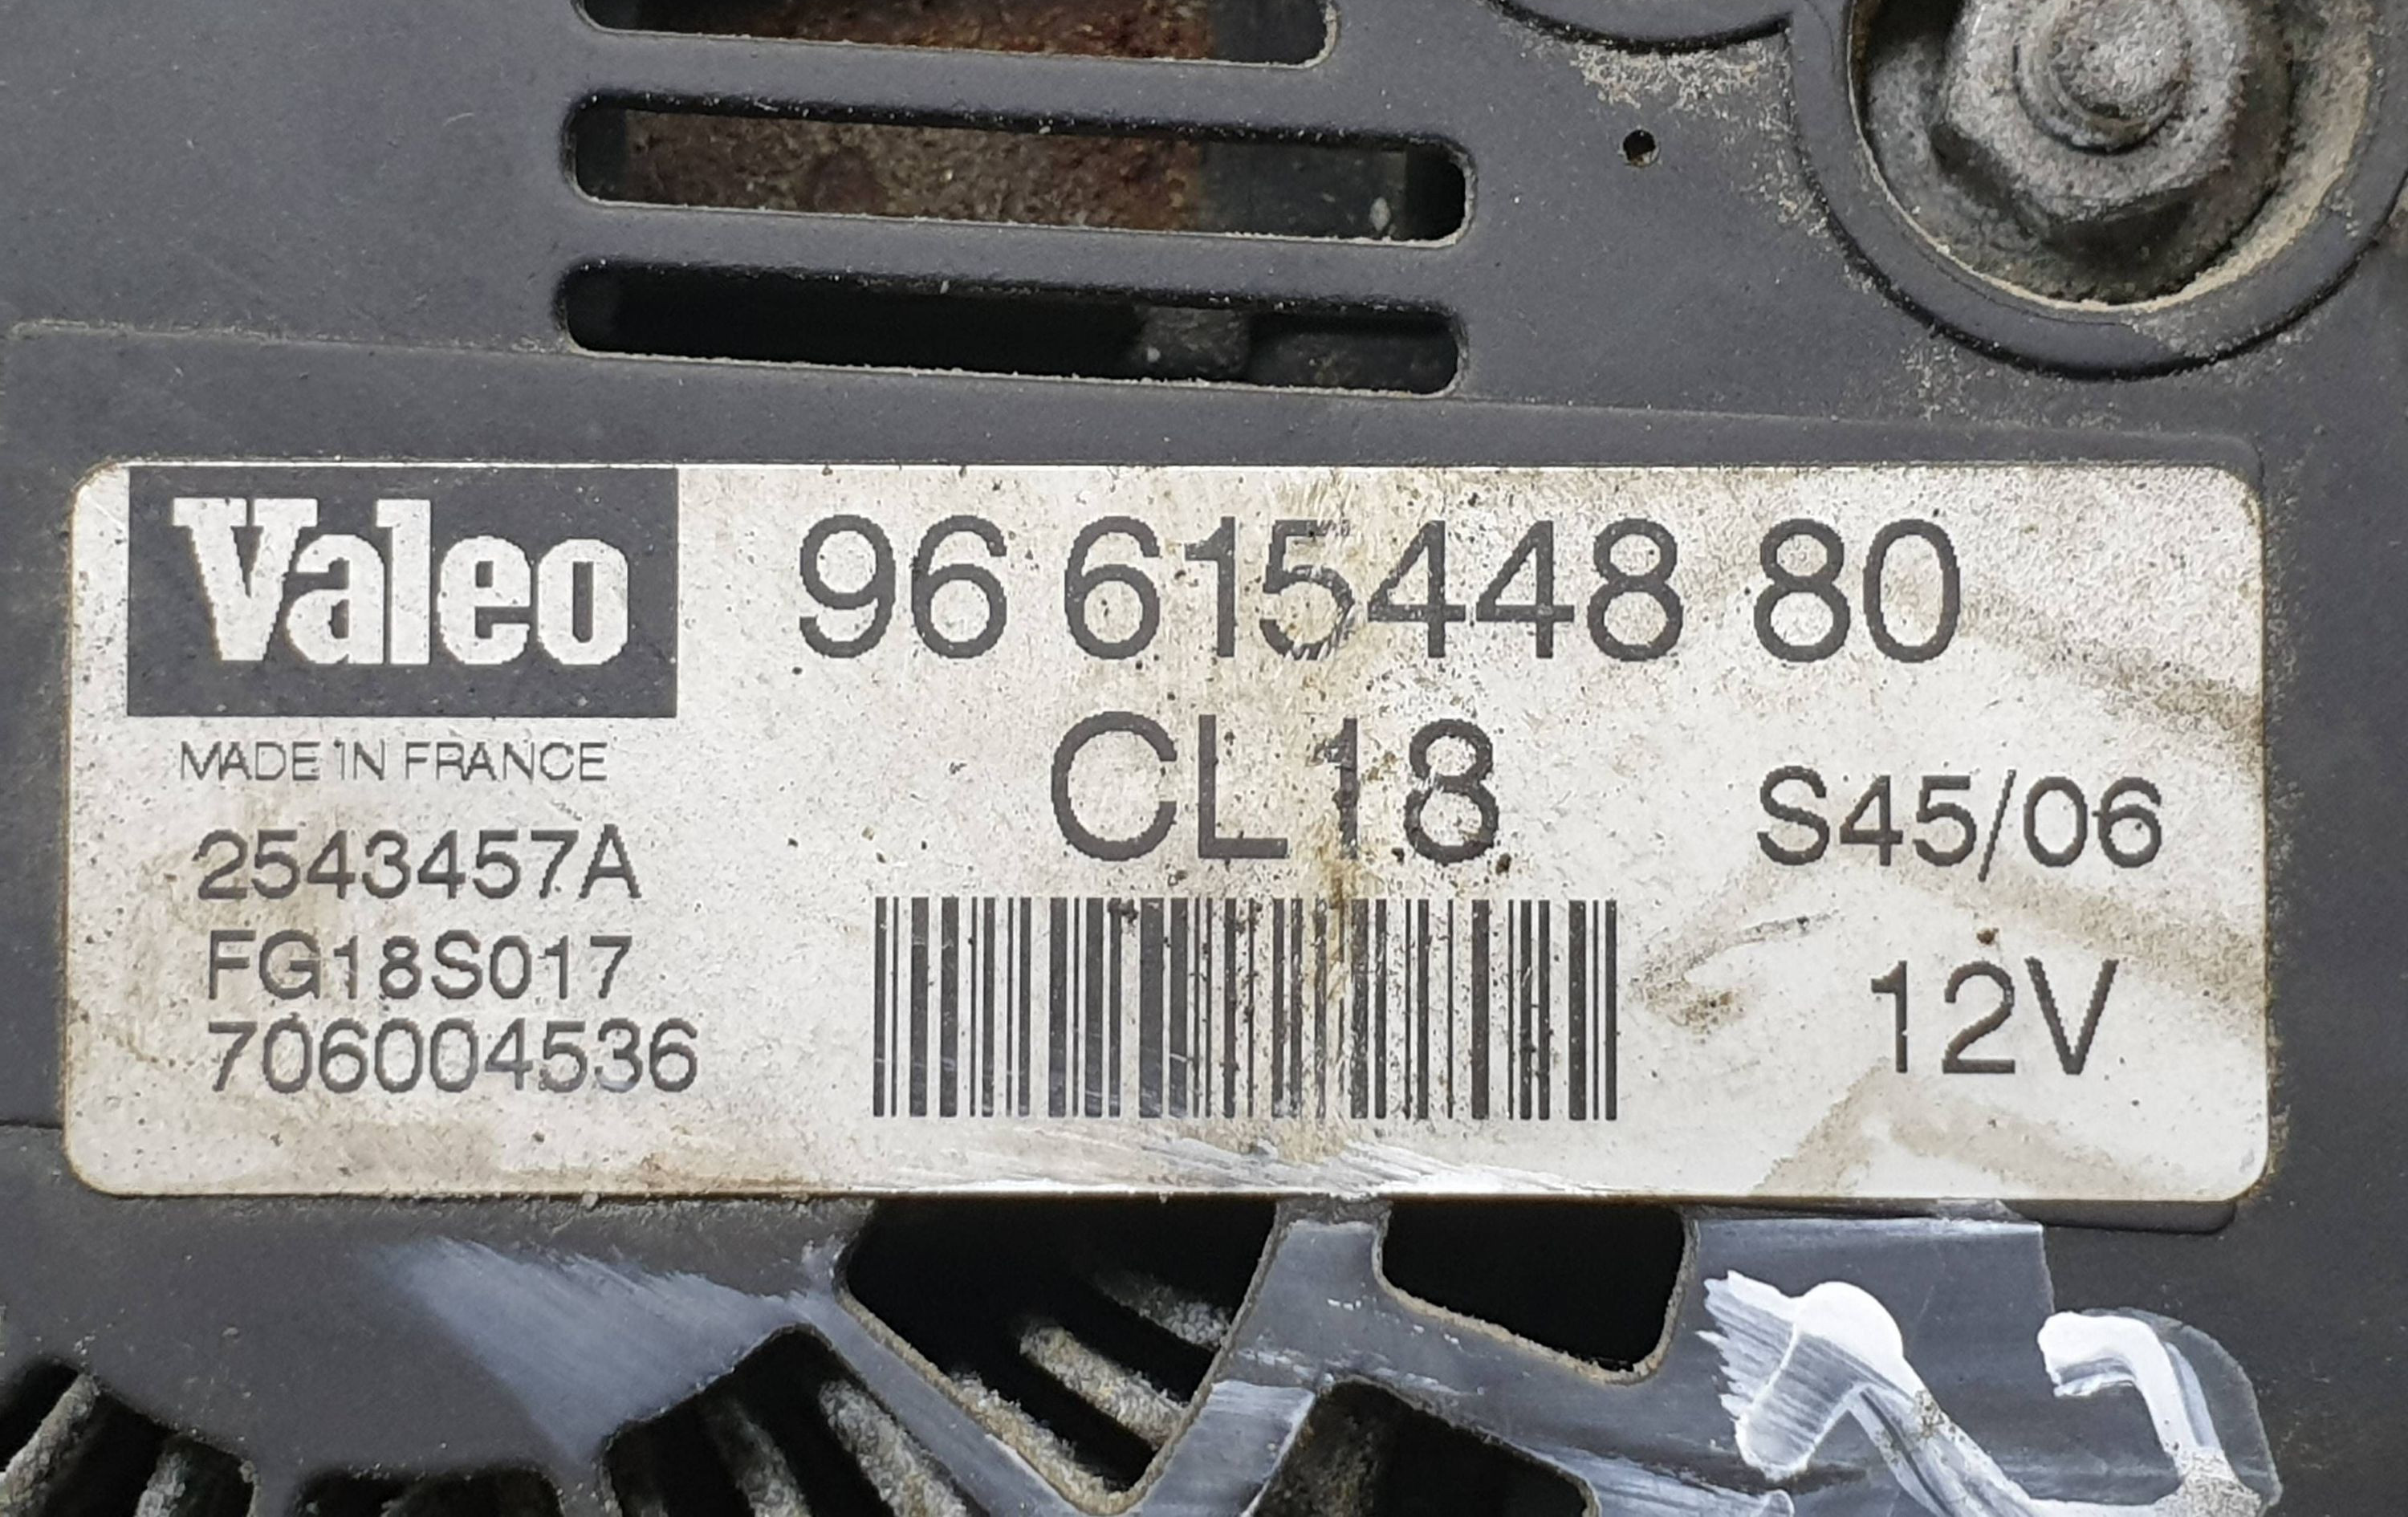 Valeo
96 615448 80
MADE IN FRANCE
CL18
S45/06
2543457A
FG18S017
706004536
12V